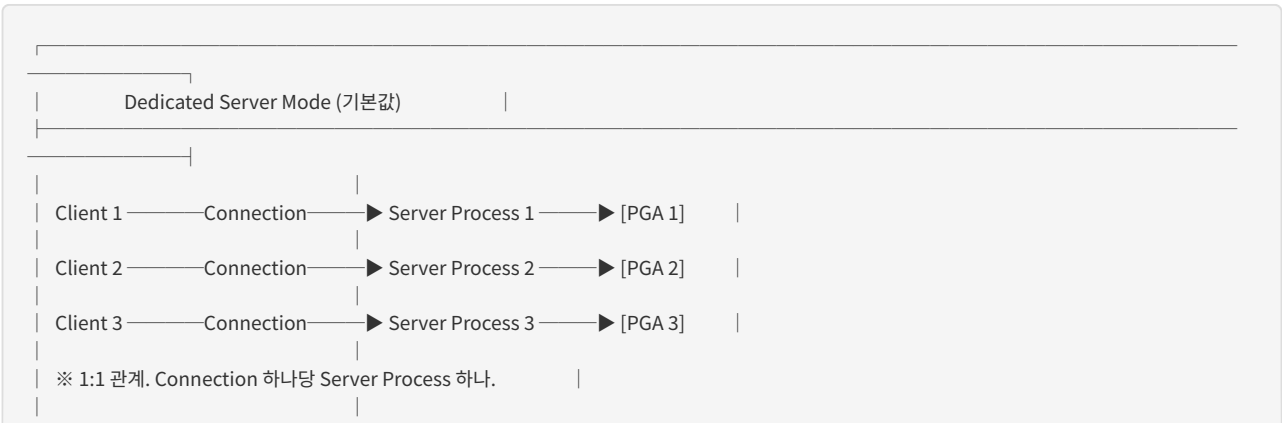 Dedicated Server Mode (기본값)
Client 1 ────Connection───▶ Server Process 1 ───▶ [PGA 1]
Client 2 ────Connection───▶ Server Process 2 ───▶ [PGA 2]
Client 3 ────Connection───▶ Server Process 3 ───▶ [PGA 3]
※ 1:1 관계. Connection 하나당 Server Process 하나.